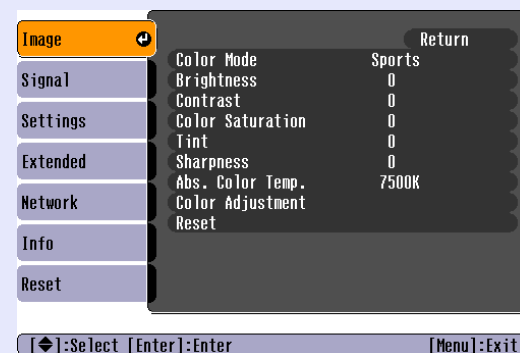 Image
Signal
Settings
Extended
Network
Info
Reset
Return
Color Mode Sports
Brightness 0
Contrast 0
Color Saturation 0
Tint 0
Sharpness 0
Abs. Color Temp. 7500K
Color Adjustment
Reset
[◆]:Select [Enter]:Enter [Menu]:Exit